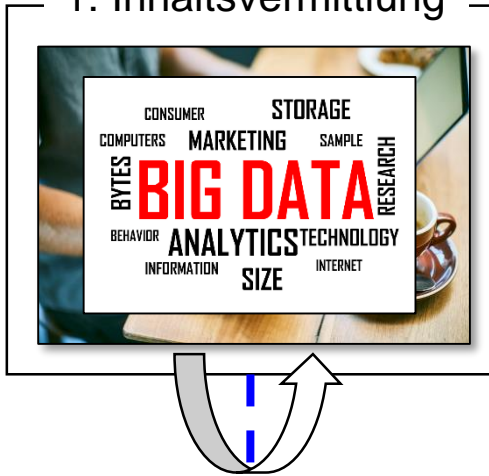 1. Inhaltsvermittlung
CONSUMER STORAGE
COMPUTERS MARKETING SAMPLE
BYTES BIG DATA RESEARCH
BEHAVIOR ANALYTICS TECHNOLOGY
INFORMATION SIZE INTERNET